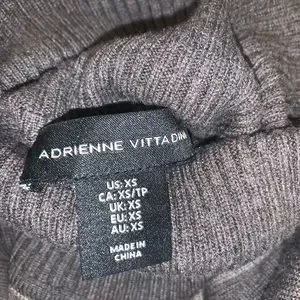 ADRIENNE VITTADINI
US: XS
CA: XS/TP
UK: XS
EU: XS
AU: XS
MADE IN
CHINA